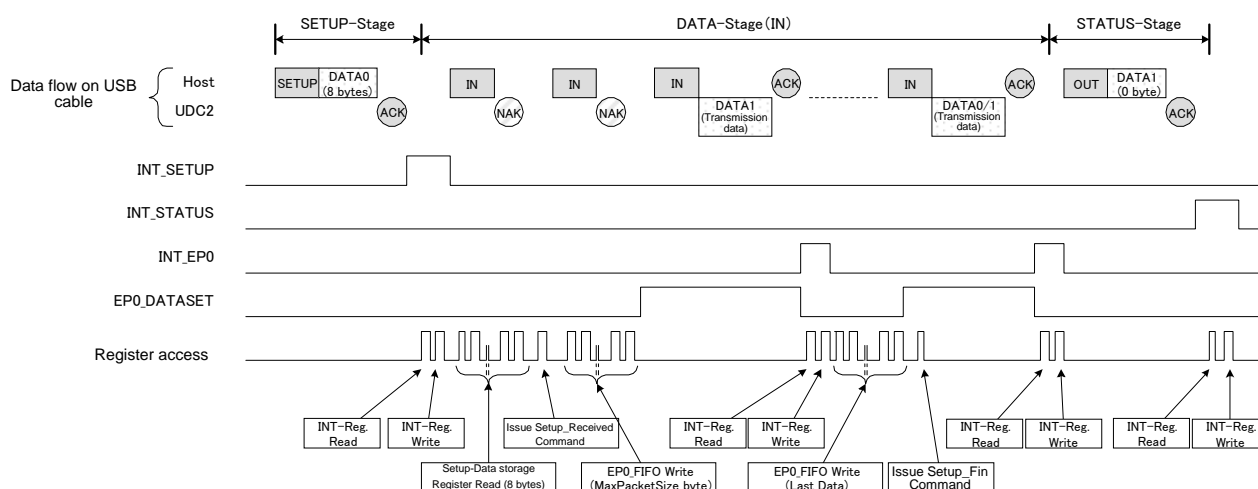 SETUP-Stage DATA-Stage(IN) STATUS-Stage
Data flow on USB
cable
Host
UDC2
SETUP DATA0
(8 bytes)
ACK
IN
NAK
IN
NAK
IN
DATA1
(Transmission
data)
ACK
IN
DATA0/1
(Transmission
data)
ACK
OUT DATA1
(0 byte)
ACK
INT_SETUP
INT_STATUS
INT_EP0
EP0_DATASET
Register access
INT-Reg.
Read
INT-Reg.
Write
Issue Setup_Received
Command
INT-Reg.
Read
INT-Reg.
Write
INT-Reg.
Read
INT-Reg.
Write
INT-Reg.
Read
INT-Reg.
Write
Setup-Data storage
Register Read (8 bytes)
EP0_FIFO Write
(MaxPacketSize byte)
EP0_FIFO Write
(Last Data)
Issue Setup_Fin
Command